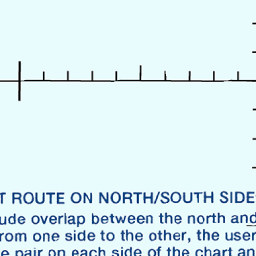 T ROUTE ON NORTH/SOUTH SIDE
ude overlap between the north and
rom one side to the other, the user
e pair on each side of the chart an